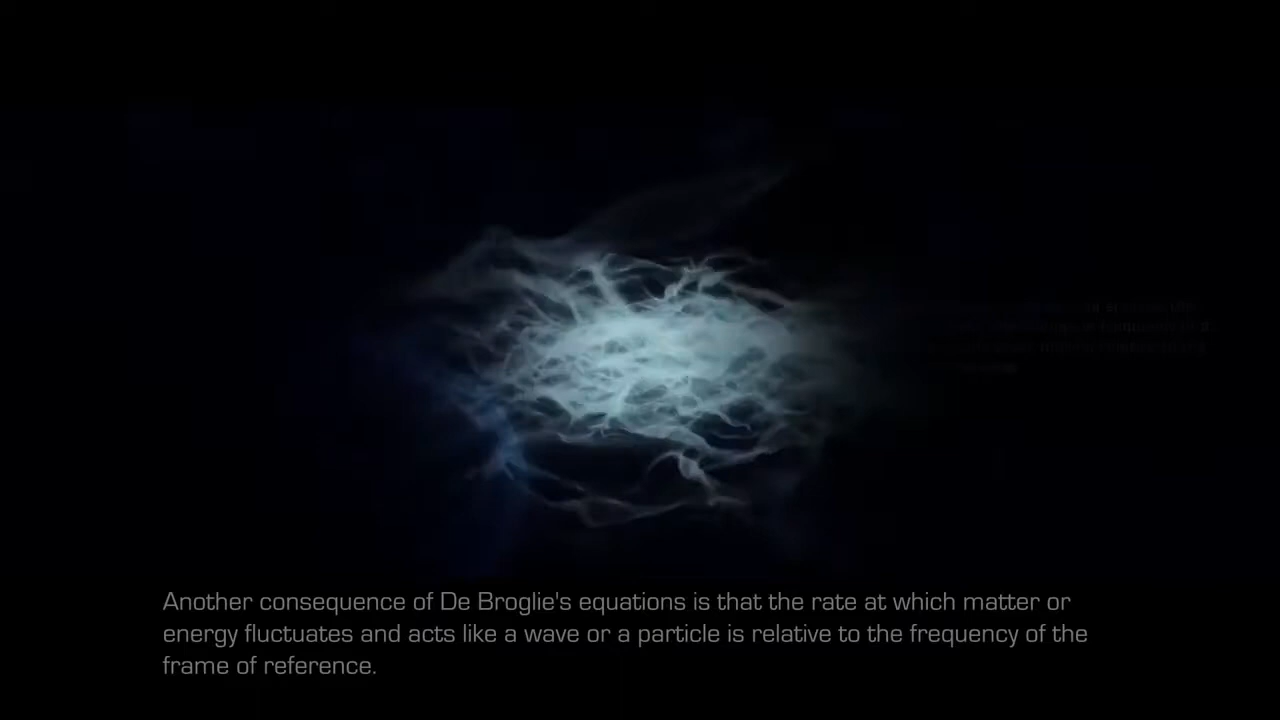 Another consequence of De Broglie's equations is that the rate at which matter or
energy fluctuates and acts like a wave or a particle is relative to the frequency of the
frame of reference.